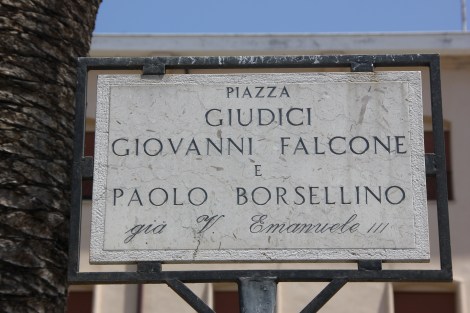 PIAZZA
GIUDICI
GIOVANNI FALCONE
E
PAOLO BORSELLINO
già V. Emanuele III